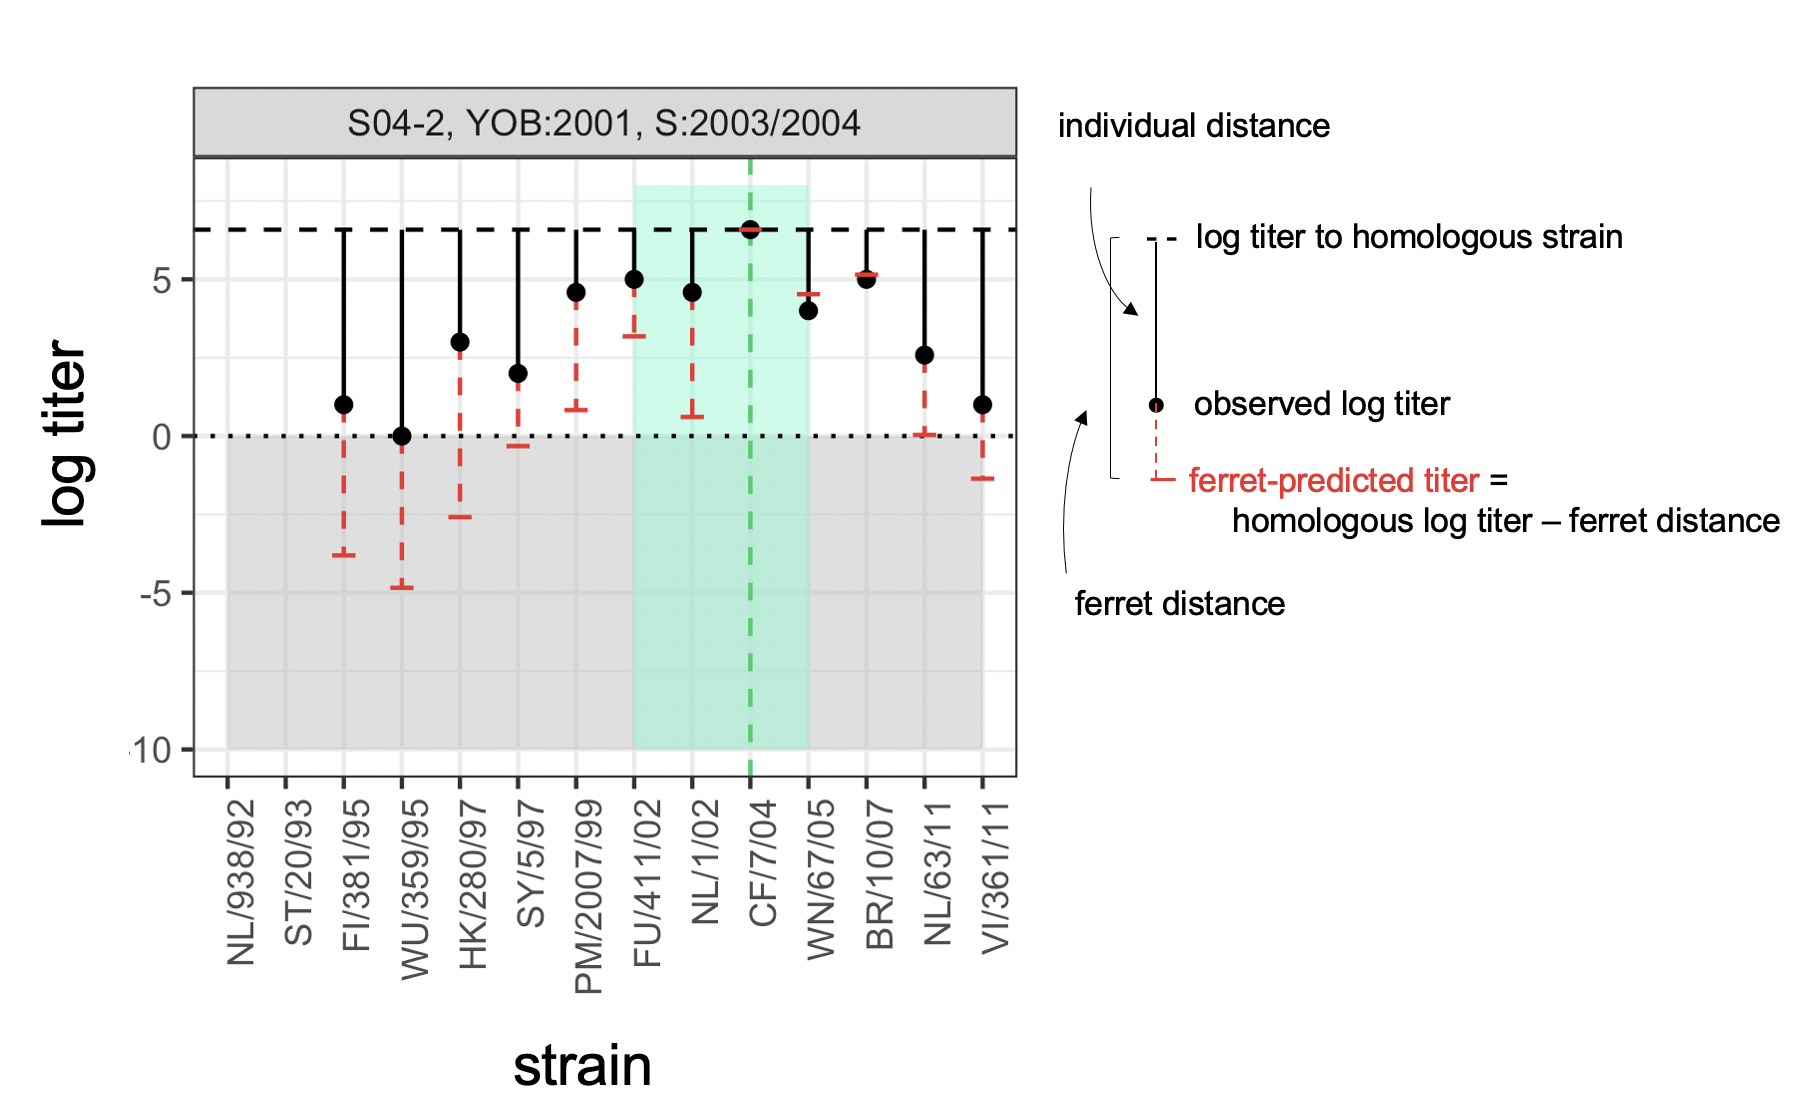 S04-2, YOB:2001, S:2003/2004
individual distance
log titer to homologous strain
5
observed log titer
0
ferret-predicted titer =
homologous log titer – ferret distance
-5
ferret distance
10
log titer
NL/938/92
ST/20/93
FI/381/95
WU/359/95
HK/280/97
SY/5/97
PM/2007/99
FU/411/02
NL/1/02
CF/7/04
WN/67/05
BR/10/07
NL/63/11
VI/361/11
strain